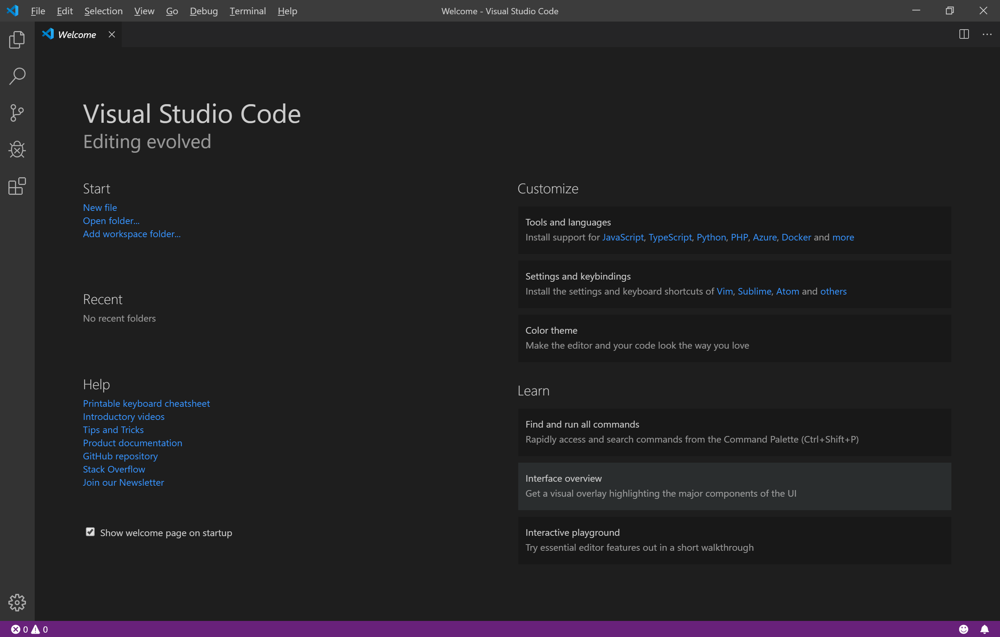 File Edit Selection View Go Debug Terminal Help
Welcome - Visual Studio Code
Welcome
Visual Studio Code
Editing evolved
Start
New file
Open folder...
Add workspace folder...
Recent
No recent folders
Help
Printable keyboard cheatsheet
Introductory videos
Tips and Tricks
Product documentation
GitHub repository
Stack Overflow
Join our Newsletter
Show welcome page on startup
Customize
Tools and languages
Install support for JavaScript, TypeScript, Python, PHP, Azure, Docker and more
Settings and keybindings
Install the settings and keyboard shortcuts of Vim, Sublime, Atom and others
Color theme
Make the editor and your code look the way you love
Learn
Find and run all commands
Rapidly access and search commands from the Command Palette (Ctrl+Shift+P)
Interface overview
Get a visual overlay highlighting the major components of the UI
Interactive playground
Try essential editor features out in a short walkthrough
0 0